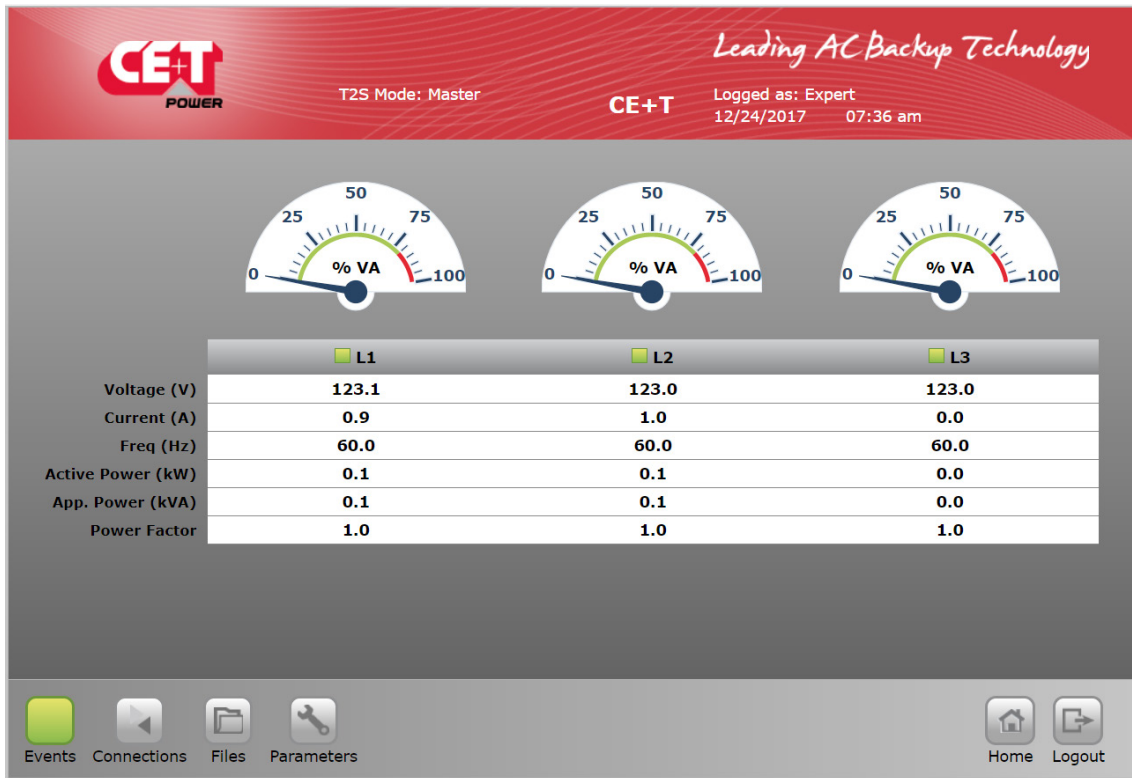 CE+T
POWER
Leading AC Backup Technology
T2S Mode: Master
CE+T
Logged as: Expert
12/24/2017 07:36 am
0 25 50 75 100
% VA
0 25 50 75 100
% VA
0 25 50 75 100
% VA
L1 L2 L3
Voltage (V) 123.1 123.0 123.0
Current (A) 0.9 1.0 0.0
Freq (Hz) 60.0 60.0 60.0
Active Power (kW) 0.1 0.1 0.0
App. Power (kVA) 0.1 0.1 0.0
Power Factor 1.0 1.0 1.0
Events Connections Files Parameters Home Logout